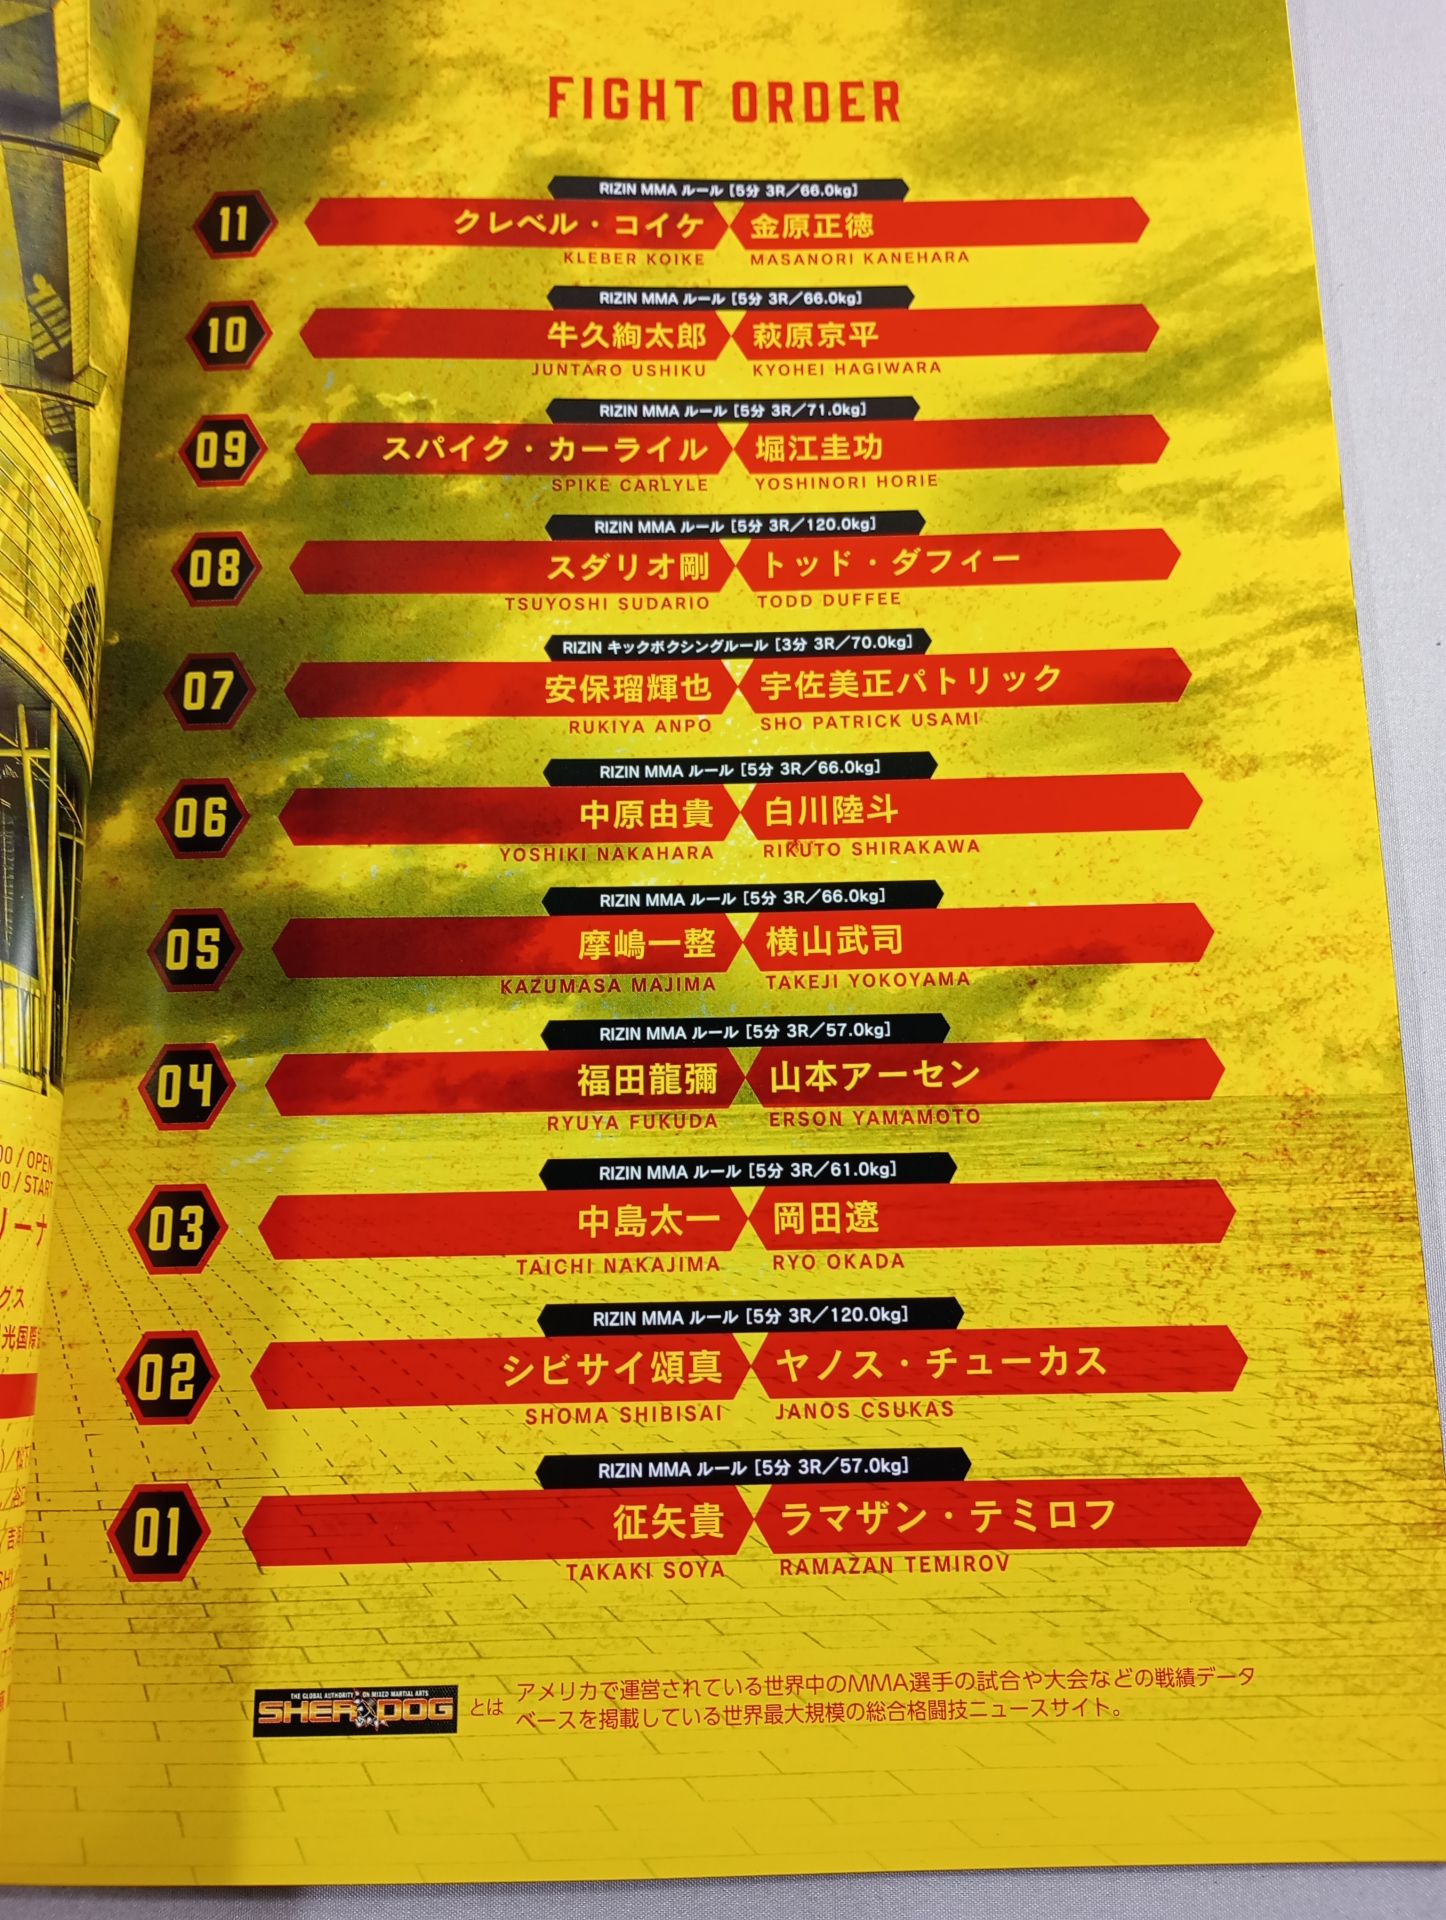 FIGHT ORDER
RIZIN MMA ルール [5分 3R／66.0kg]
11 クレベル・コイケ 金原正徳
KLEBER KOIKE MASANORI KANEHARA
RIZIN MMA ルール [5分 3R／66.0kg]
10 牛久絢太郎 萩原京平
JUNTARO USHIKU KYOHEI HAGIWARA
RIZIN MMA ルール [5分 3R／71.0kg]
09 スパイク・カーライル 堀江圭功
SPIKE CARLYLE YOSHINORI HORIE
RIZIN MMA ルール [5分 3R／120.0kg]
08 スダリオ剛 トッド・ダフィー
TSUYOSHI SUDARIO TODD DUFFEE
RIZIN キックボクシングルール [3分 3R／70.0kg]
07 安保瑠輝也 宇佐美正パトリック
RUKIYA ANPO SHO PATRICK USAMI
RIZIN MMA ルール [5分 3R／66.0kg]
06 中原由貴 白川陸斗
YOSHIKI NAKAHARA RIKUTO SHIRAKAWA
RIZIN MMA ルール [5分 3R／66.0kg]
05 摩嶋一整 横山武司
KAZUMASA MAJIMA TAKEJI YOKOYAMA
RIZIN MMA ルール [5分 3R／57.0kg]
04 福田龍彌 山本アーセン
RYUYA FUKUDA ERSON YAMAMOTO
RIZIN MMA ルール [5分 3R／61.0kg]
03 中島太一 岡田遼
TAICHI NAKAJIMA RYO OKADA
RIZIN MMA ルール [5分 3R／120.0kg]
02 シビサイ頌真 ヤノス・チューカス
SHOMA SHIBISAI JANOS CSUKAS
RIZIN MMA ルール [5分 3R／57.0kg]
01 征矢貴 ラマザン・テミロフ
TAKAKI SOYA RAMAZAN TEMIROV
THE GLOBAL AUTHORITY ON MIXED MARTIAL ARTS
SHERDOG とは アメリカで運営されている世界中のMMA選手の試合や大会などの戦績データ
ベースを掲載している世界最大規模の総合格闘技ニュースサイト。
/ OPEN
/ START
リーナ
グス
光国際